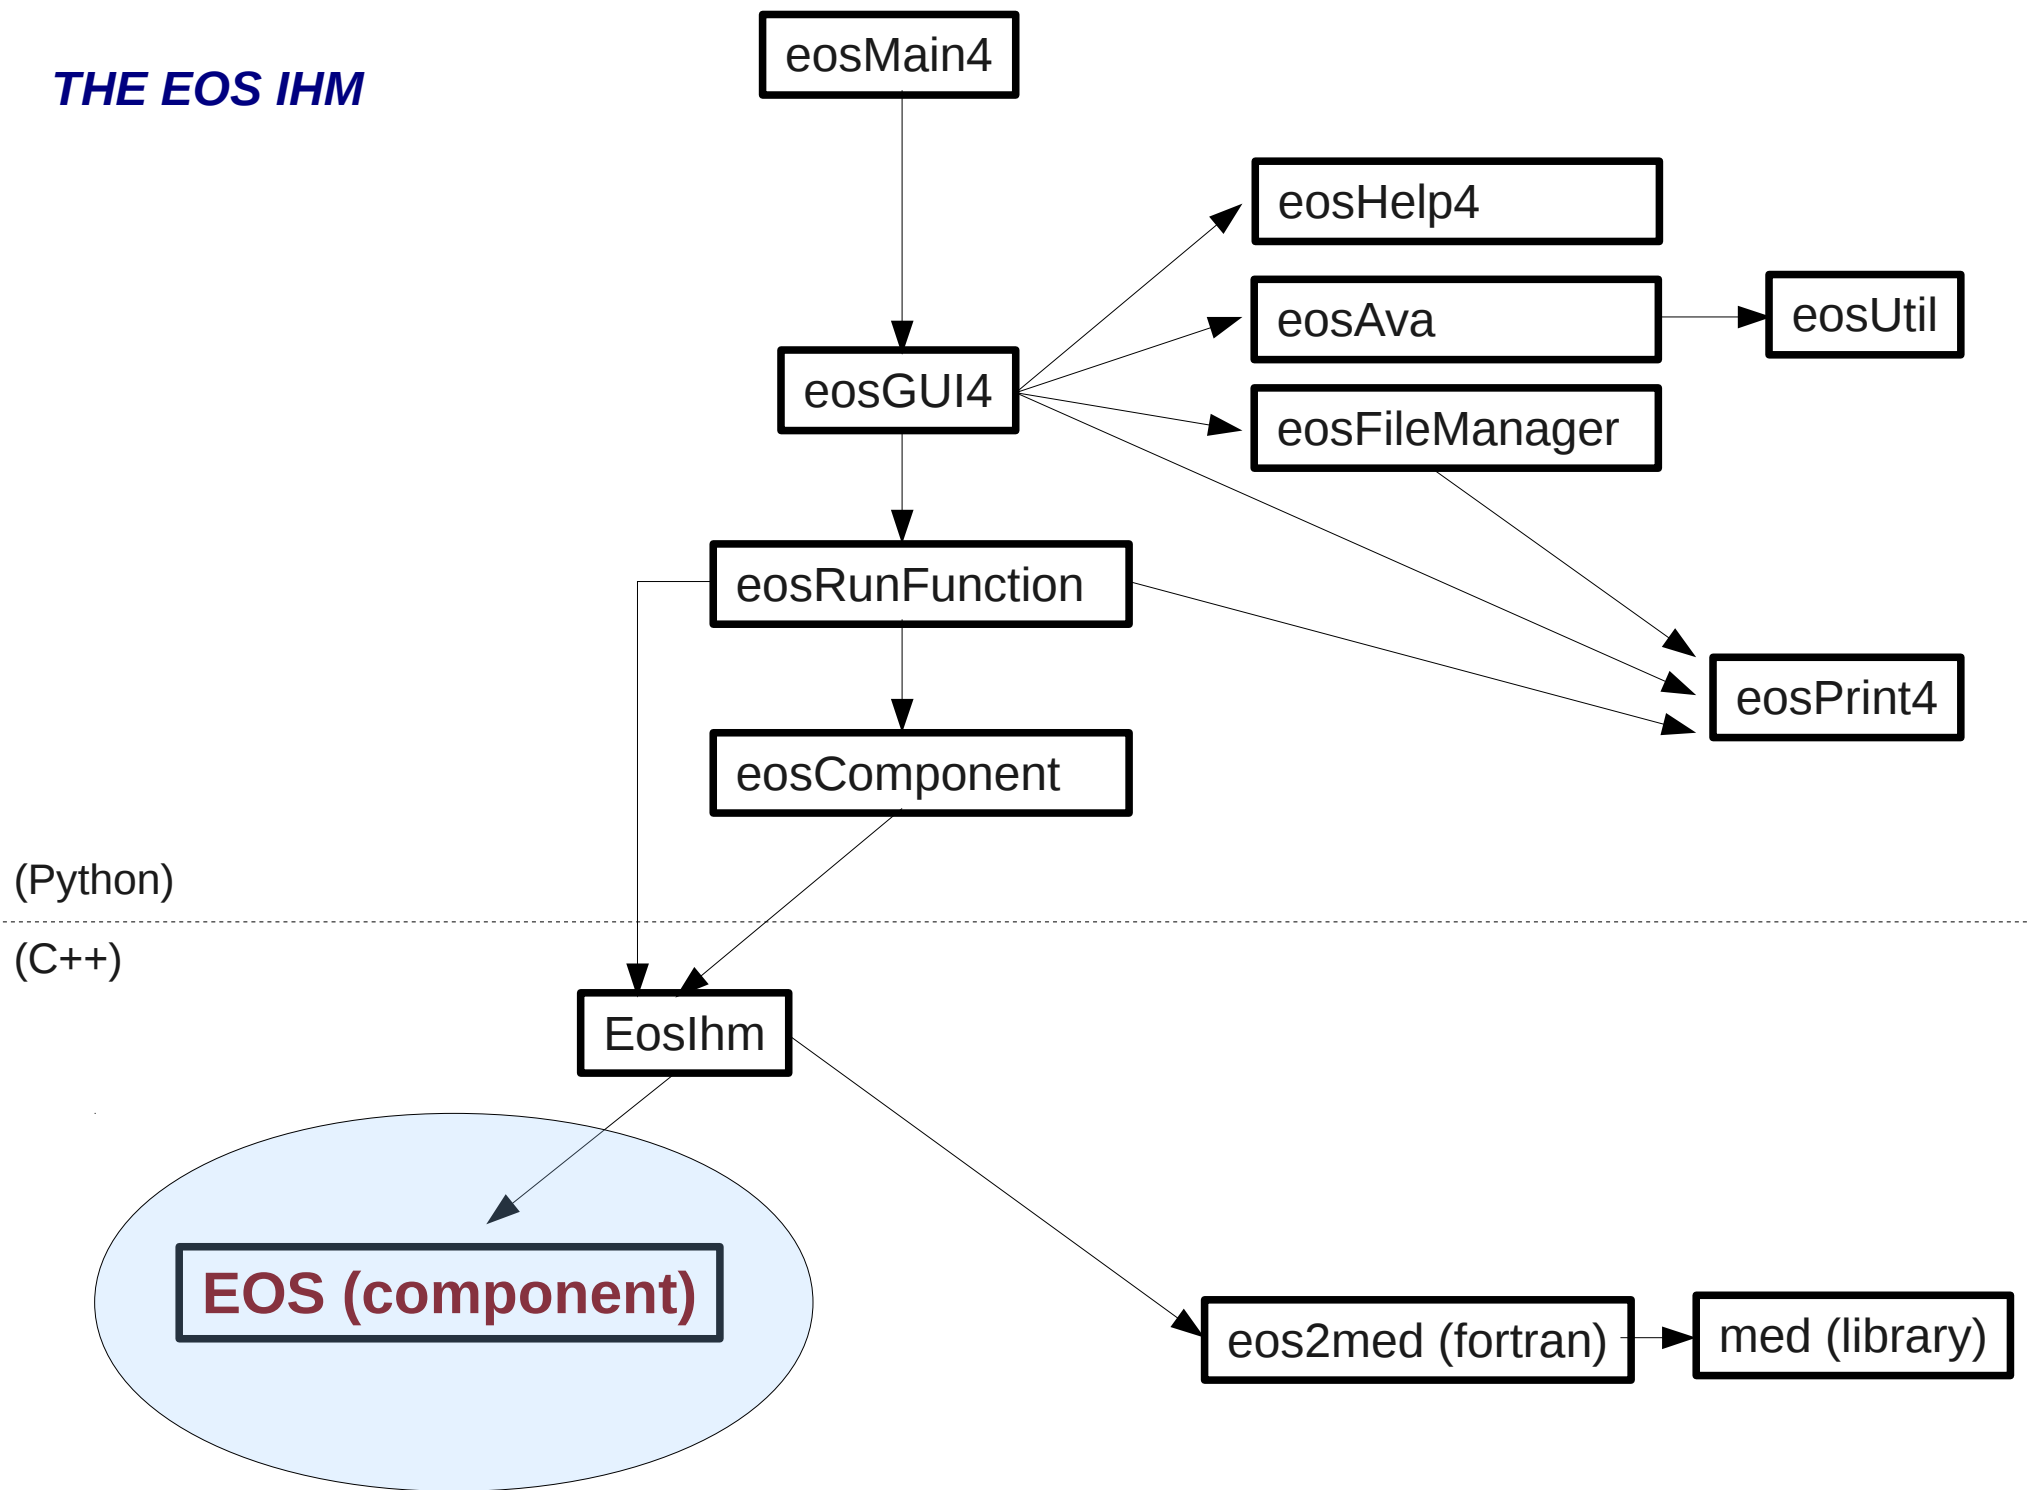 THE EOS IHM
eosMain4
eosHelp4
eosAva
eosUtil
eosGUI4
eosFileManager
eosRunFunction
eosPrint4
eosComponent
(Python)
(C++)
EosIhm
EOS (component)
eos2med (fortran)
med (library)